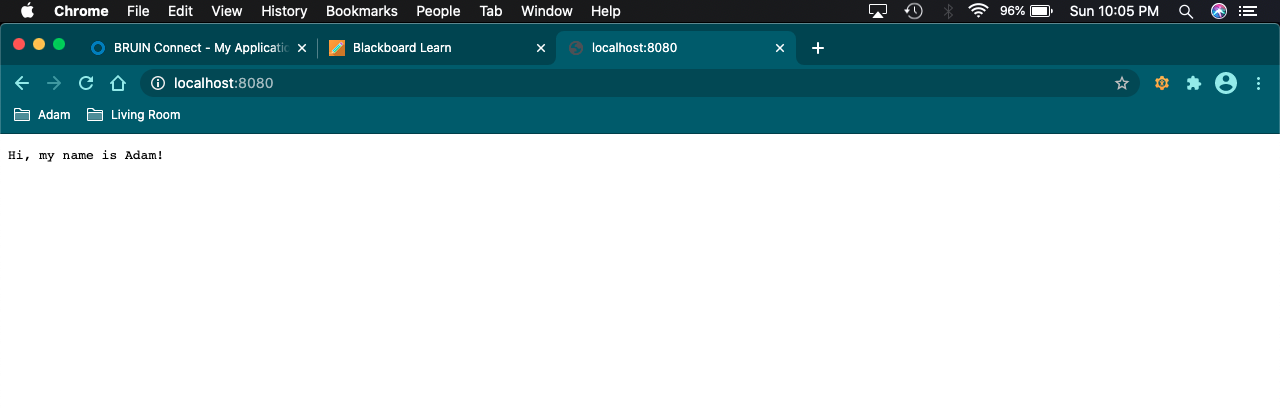 Chrome File Edit View History Bookmarks People Tab Window Help 96% Sun 10:05 PM
BRUIN Connect - My Applicatic Blackboard Learn localhost:8080
localhost:8080
Adam Living Room
Hi, my name is Adam!